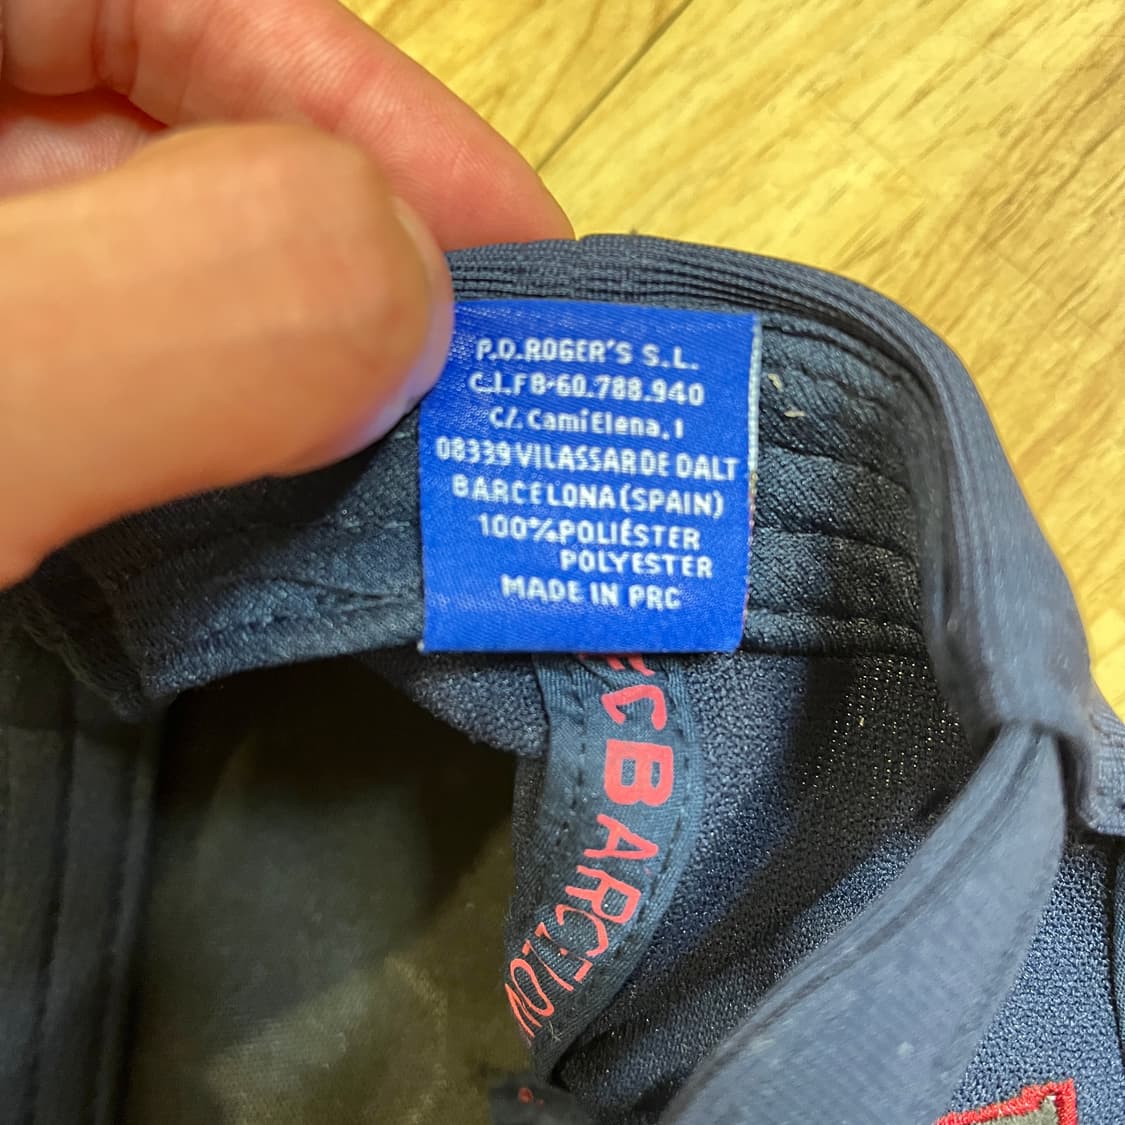 P.D.ROGER'S S.L.
C.I.F B-60.788.940
C/. Camí Elena, 1
08339 VILASSAR DE DALT
BARCELONA (SPAIN)
100% POLIÉSTER
POLYESTER
MADE IN PRC
FCBARCELON